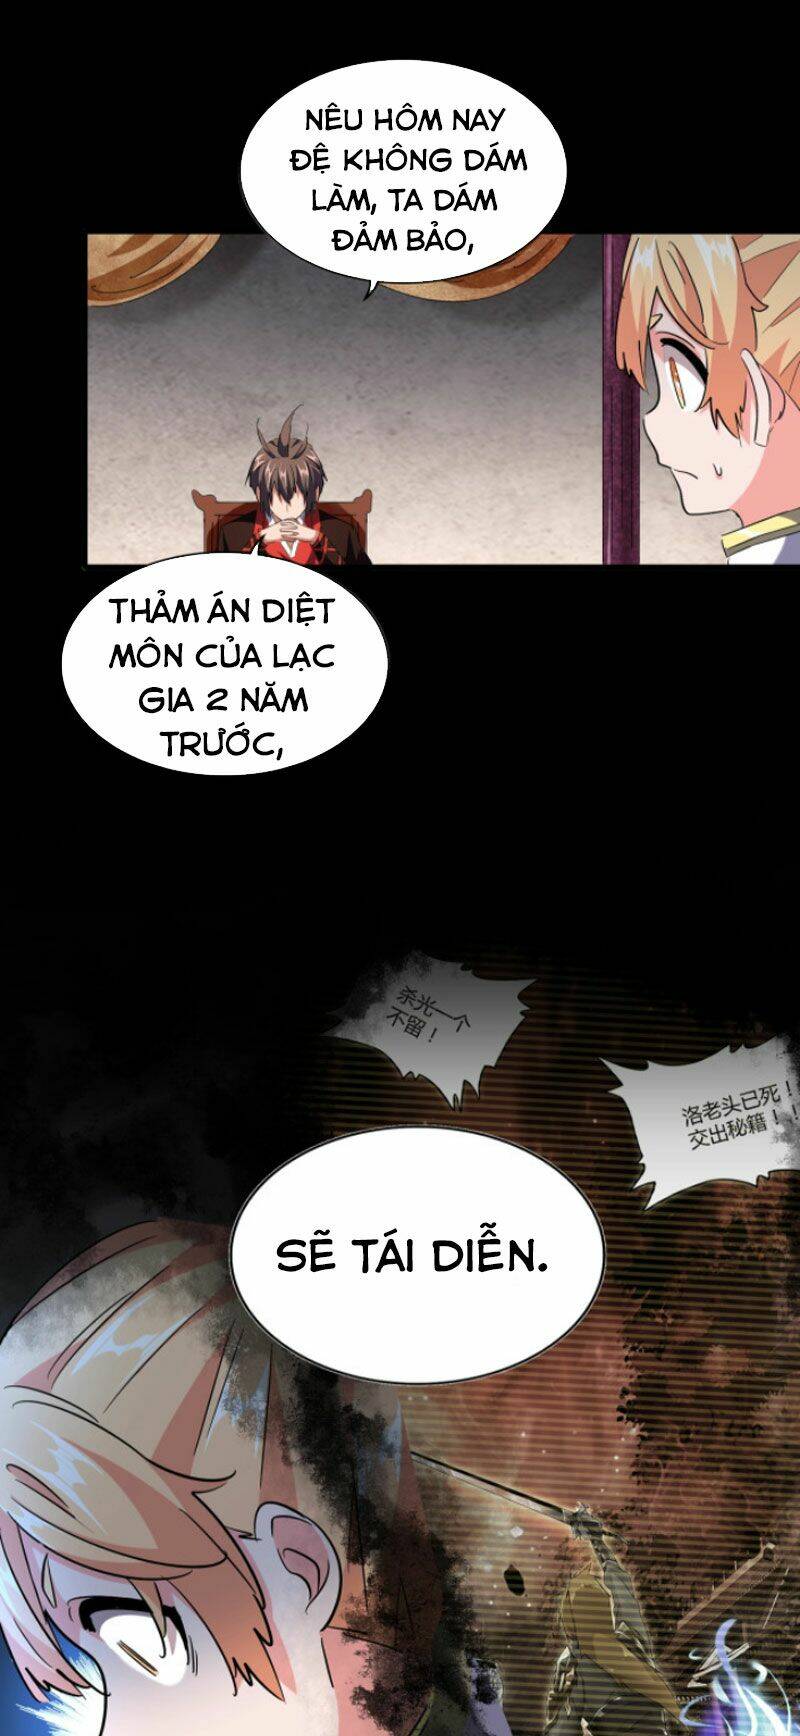 NÊU HÔM NAY
ĐỆ KHÔNG DÁM
LÀM, TA DÁM
ĐẢM BẢO,
THẢM ÁN DIỆT
MÔN CỦA LẠC
GIA 2 NĂM
TRƯỚC,
杀光一个
不留！
洛老头已死！
交出秘籍！！
SẼ TÁI DIỄN.